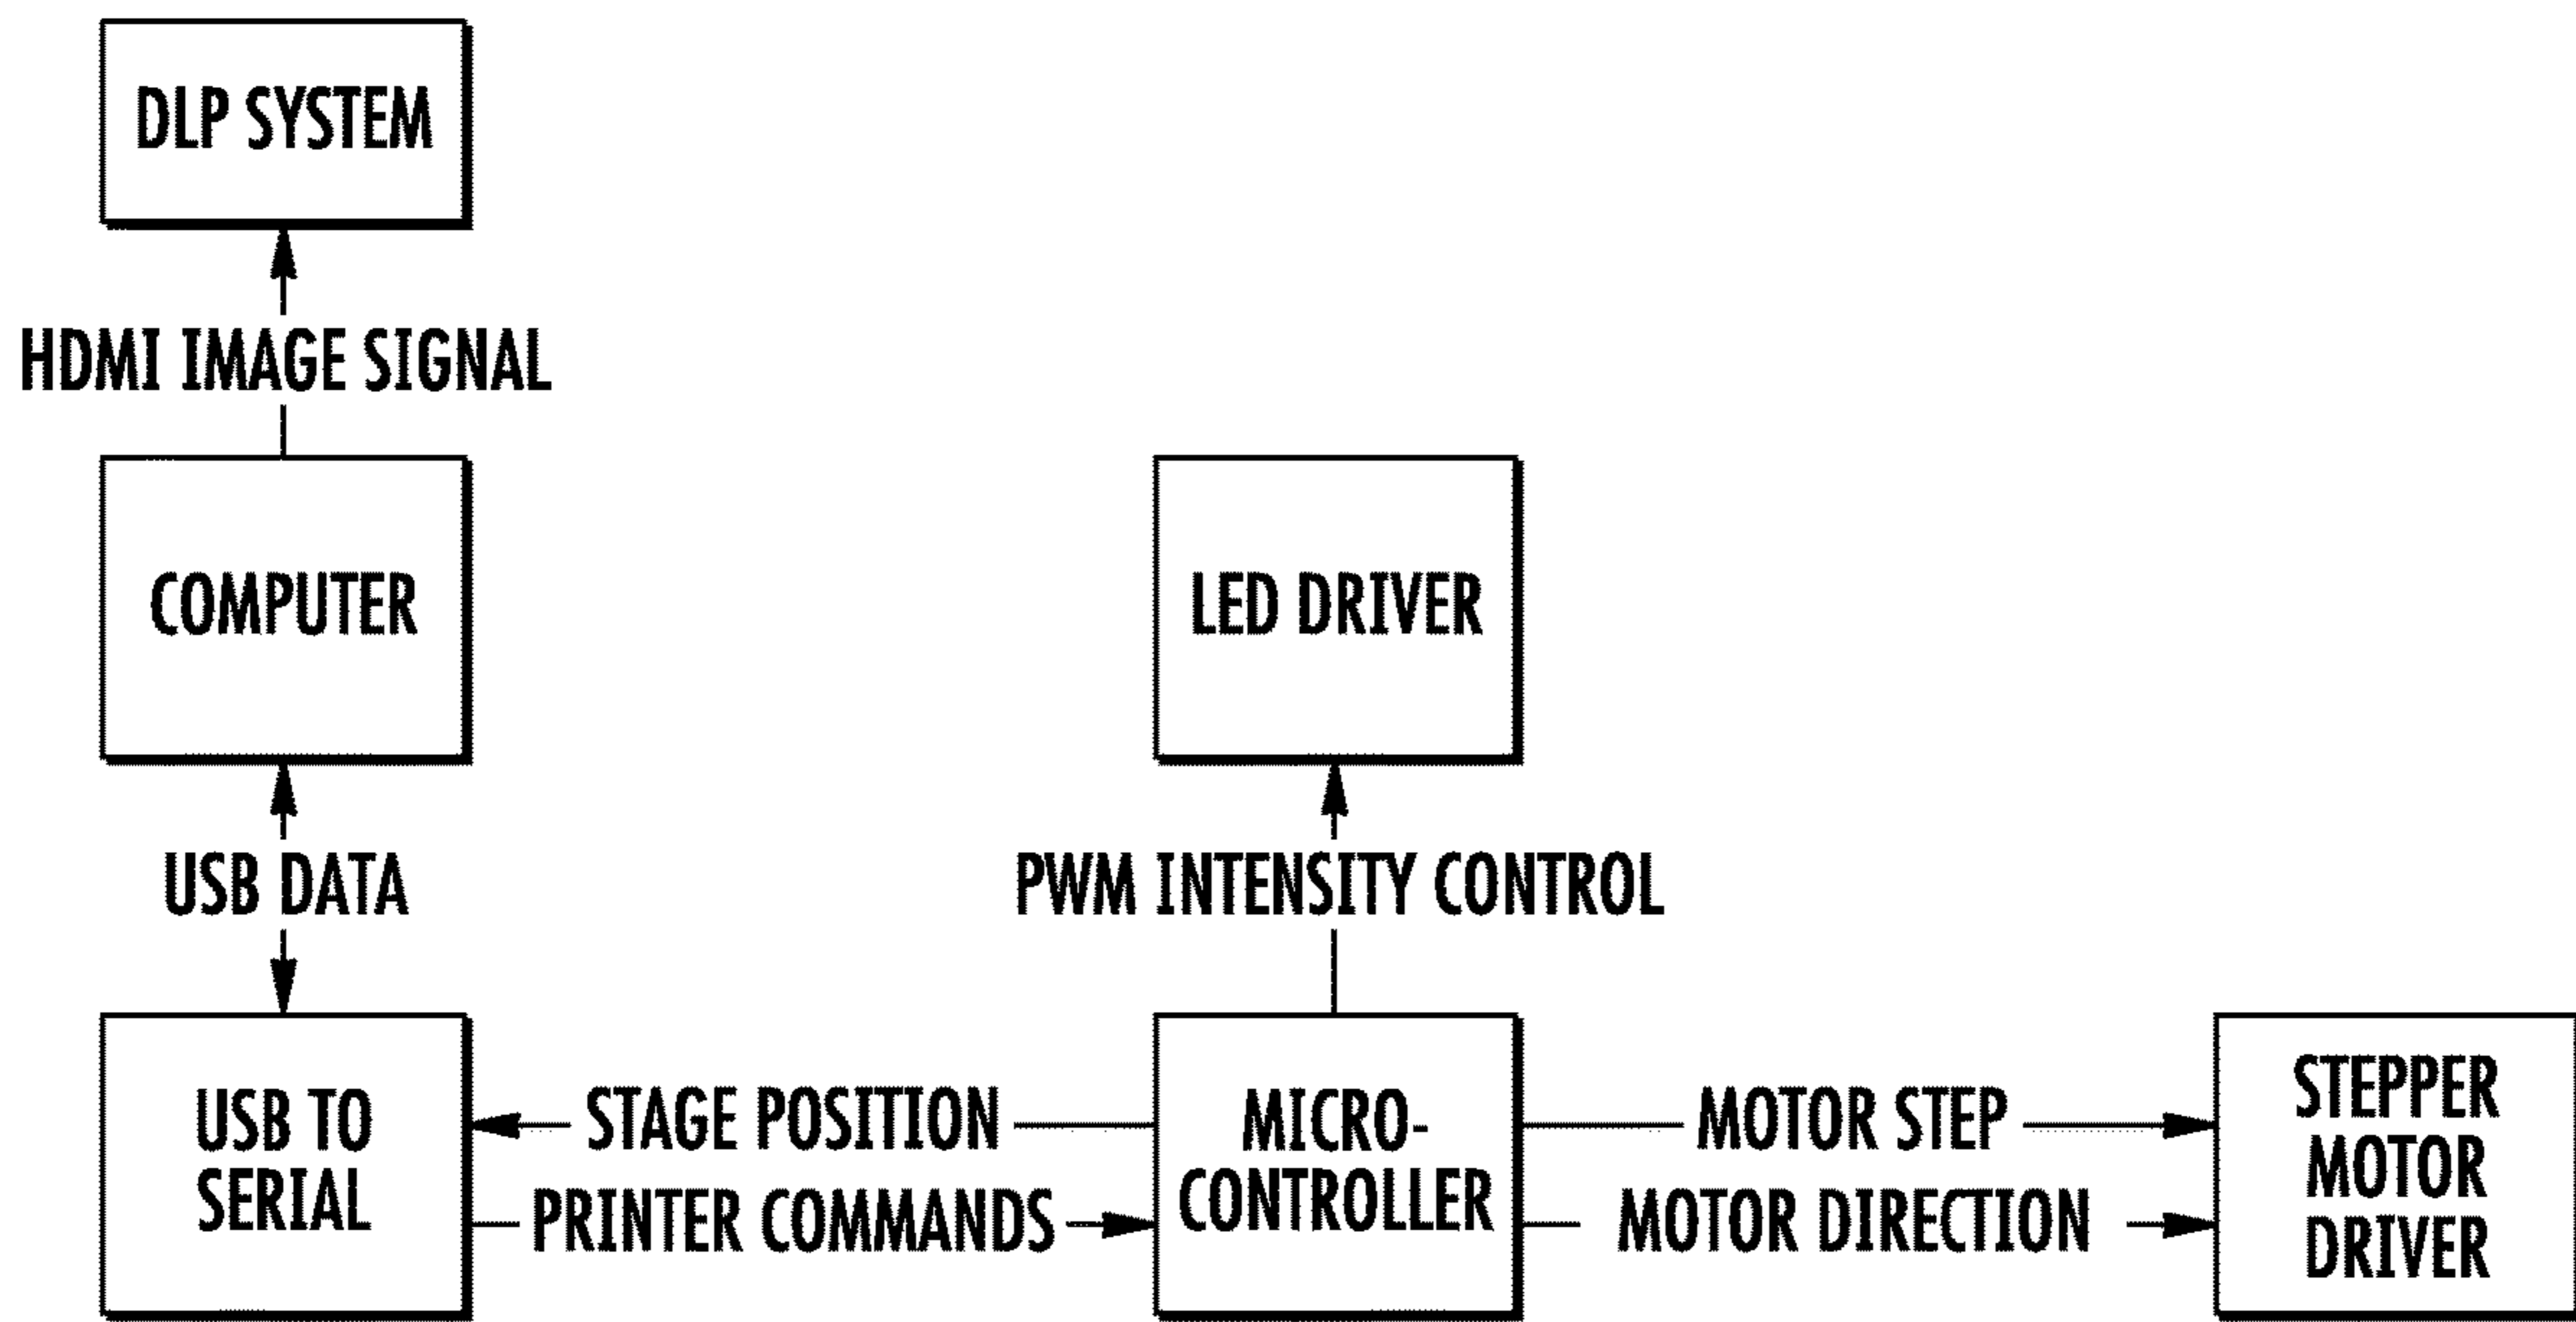 DLP SYSTEM
HDMI IMAGE SIGNAL
COMPUTER
LED DRIVER
USB DATA
PWM INTENSITY CONTROL
USB TO
SERIAL
STAGE POSITION
PRINTER COMMANDS
MICRO-
CONTROLLER
MOTOR STEP
MOTOR DIRECTION
STEPPER
MOTOR
DRIVER